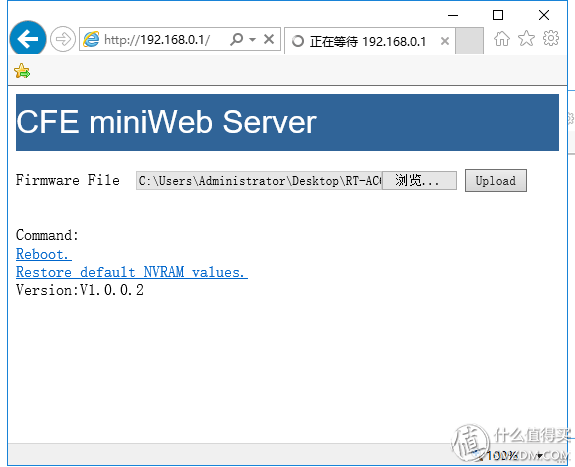 http://192.168.0.1/
正在等待 192.168.0.1
CFE miniWeb Server
Firmware File C:\Users\Administrator\Desktop\RT-AC 浏览... Upload
Command:
Reboot.
Restore default NVRAM values.
Version:V1.0.0.2
100%
什么值得买
SMZDM.COM